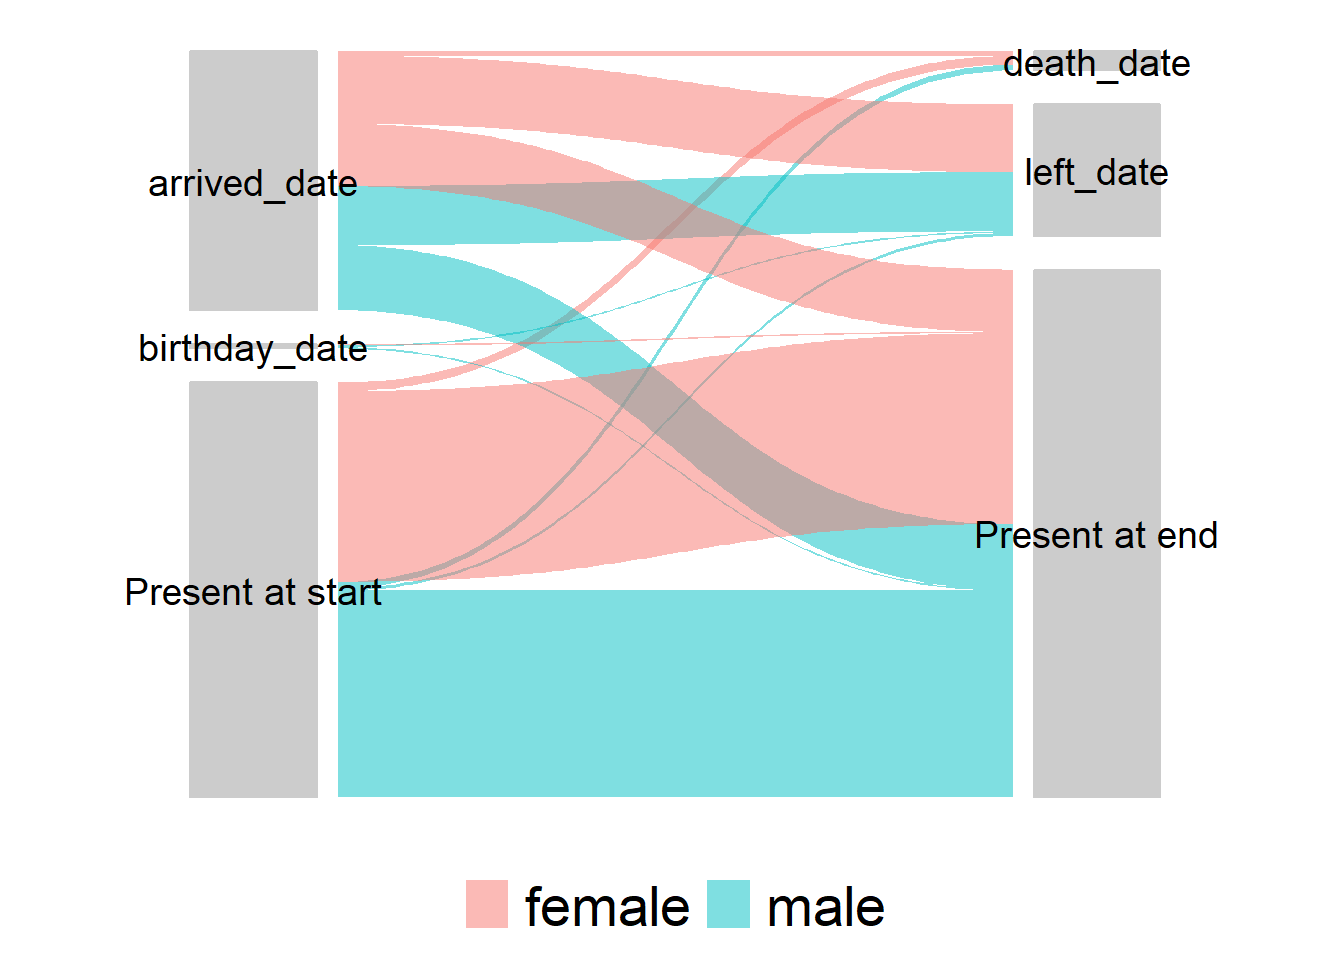 death_date
left_date
arrived_date
birthday_date
Present at end
Present at start
female
male